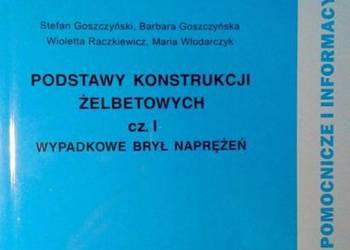 Stefan Goszczyński, Barbara Goszczyńska
Wioletta Raczkiewicz, Maria Włodarczyk
PODSTAWY KONSTRUKCJI
ŻELBETOWYCH
cz. I
WYPADKOWE BRYŁ NAPRĘŻEŃ
POMOCNICZE I INFORMACY